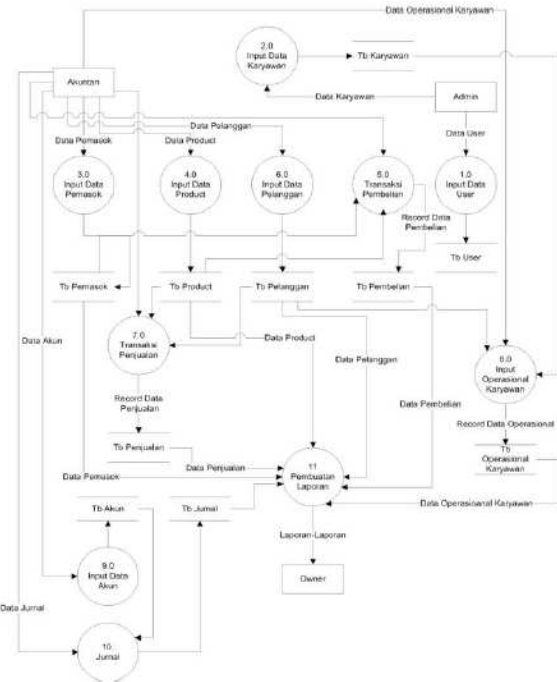 Data Operasional Karyawan
2.0
Input Data
Karyawan
Tb Karyawan
Akuntan
Data Karyawan
Admin
Data Pelanggan
Data User
Data Pemasok
Data Product
3.0
Input Data
Pemasok
4.0
Input Data
Product
6.0
Input Data
Pelanggan
5.0
Transaksi
Pembelian
1.0
Input Data
User
Record Data
Pembelian
Tb User
Tb Pemasok
Tb Product
Tb Pelanggan
Tb Pembelian
Data Akun
7.0
Transaksi
Penjualan
Data Product
Data Pelanggan
Input
Operasional
Karyawan
Record Data
Penjualan
Data Pembelian
Record Data Operasional
Tb Penjualan
Tb
Operasional
Karyawan
Data Penjualan
Data Pemasok
11
Pembuatan
Laporan
Tb Akun
Tb Jurnal
Data Operasioanal Karyawan
Laporan-Laporan
9.0
Input Data
Akun
Owner
Data Jurnal
10
Jurnal